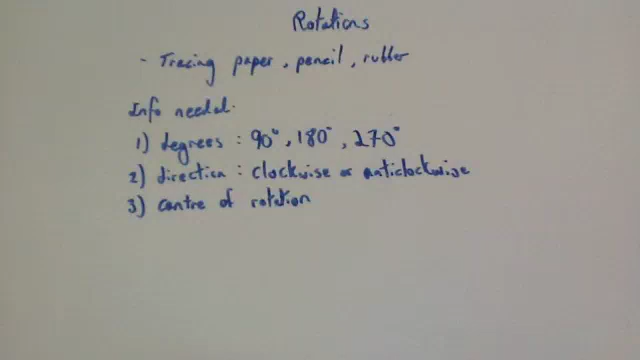 Rotations
- Tracing paper, pencil, rubber
Info needed:
1) degrees : 90°, 180°, 270°
2) direction : clockwise or anticlockwise
3) centre of rotation